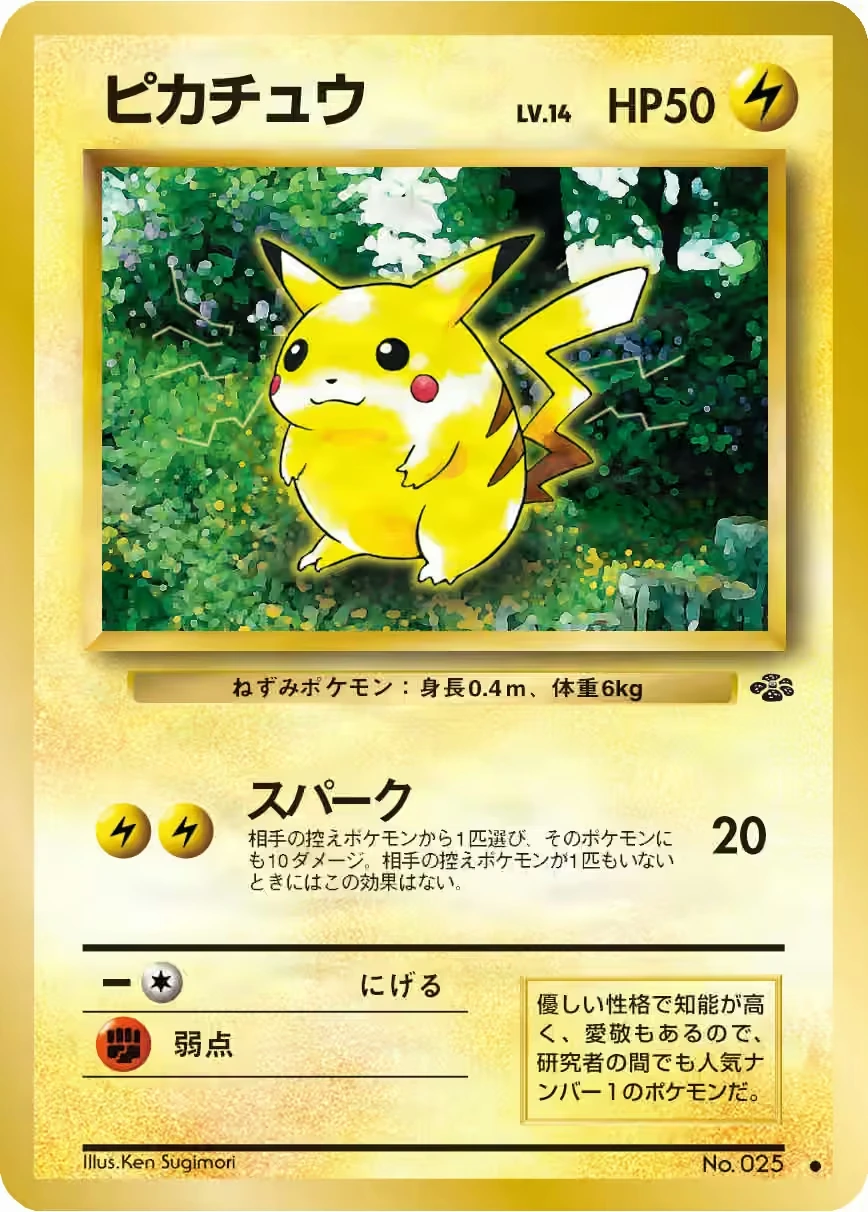 ピカチュウ LV.14 HP50
ねずみポケモン：身長0.4m、体重6kg
スパーク 20
相手の控えポケモンから1匹選び、そのポケモンに
も10ダメージ。相手の控えポケモンが1匹もいない
ときにはこの効果はない。
ー にげる
弱点
優しい性格で知能が高
く、愛敬もあるので、
研究者の間でも人気ナ
ンバー1のポケモンだ。
Illus.Ken Sugimori No. 025